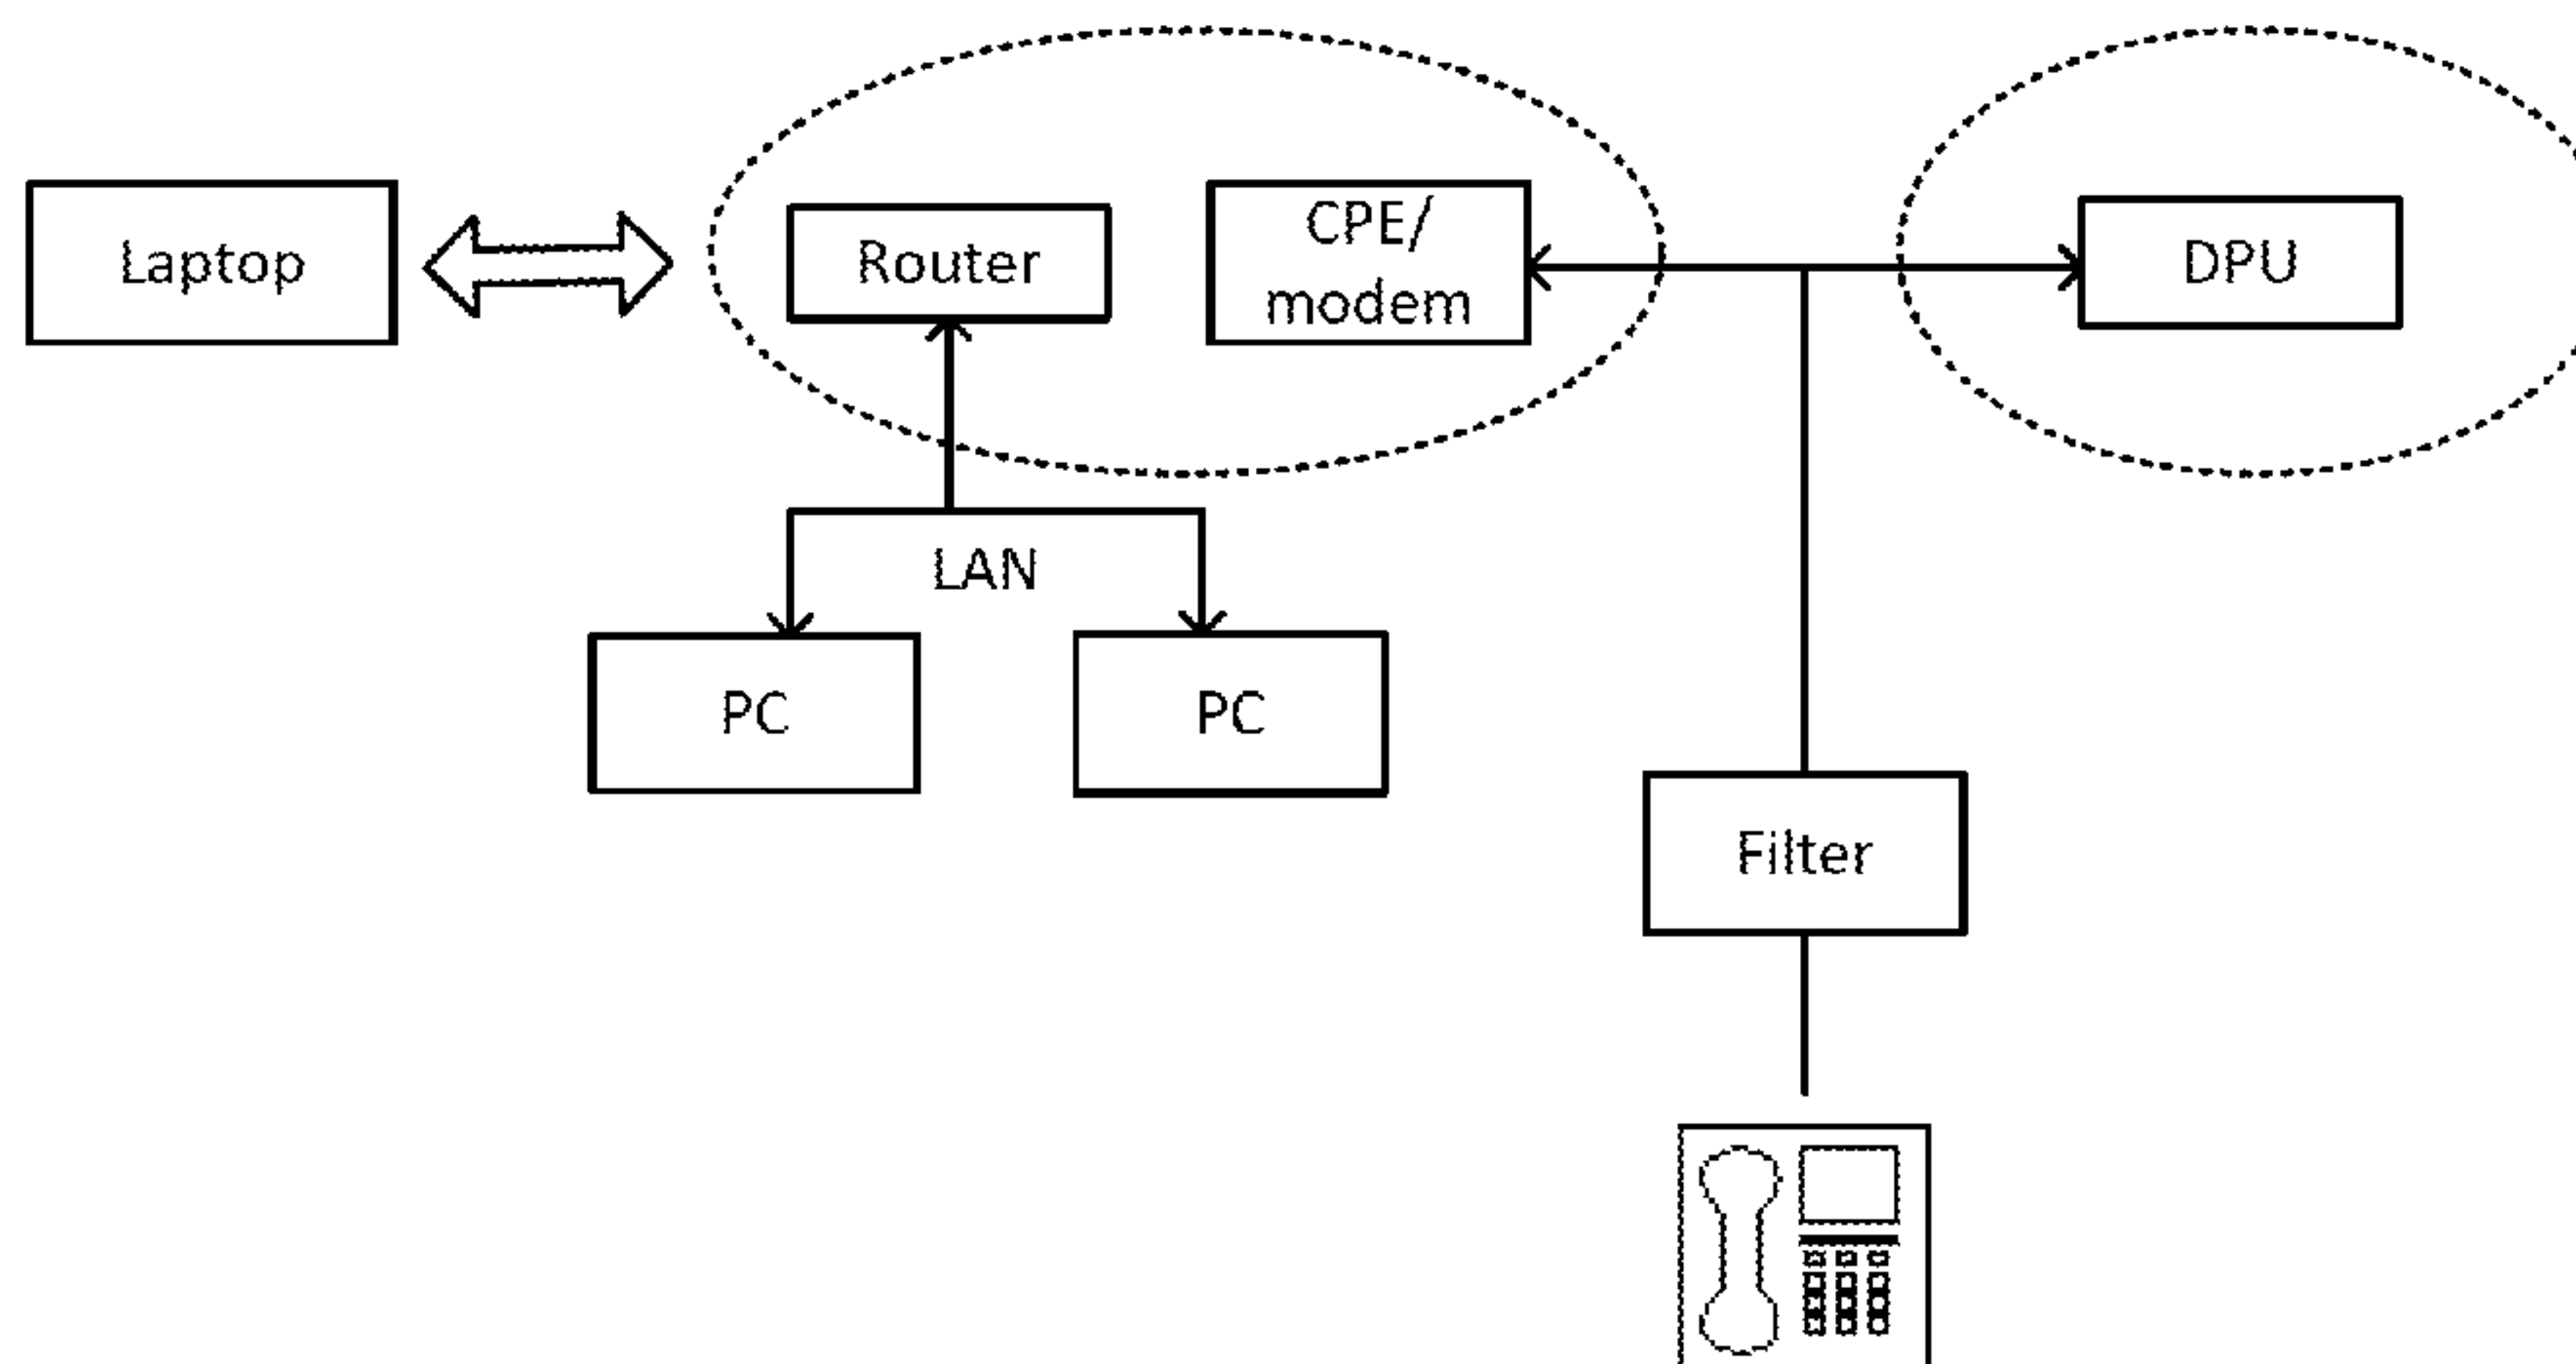 Laptop
Router
CPE/
modem
DPU
LAN
PC
PC
Filter